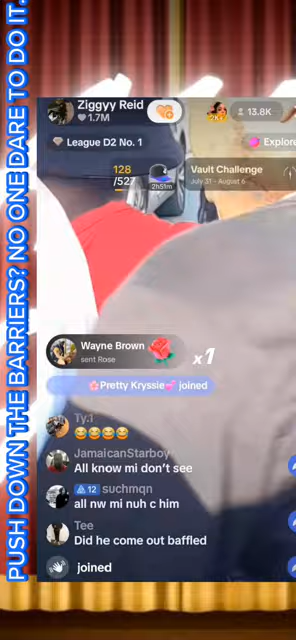 PUSH DOWN THE BARRIERS? NO ONE DARE TO DO IT.
Ziggyy Reid
1.7M
13.8K
League D2 No. 1
Explore
128
/527
2h51m
Vault Challenge
July 31 - August 6
Wayne Brown
sent Rose
x1
🌸Pretty Kryssie💕 joined
Ty.1
😂😂😂😂
JamaicanStarboy
All know mi don't see
12 suchmqn
all nw mi nuh c him
Tee
Did he come out baffled
joined